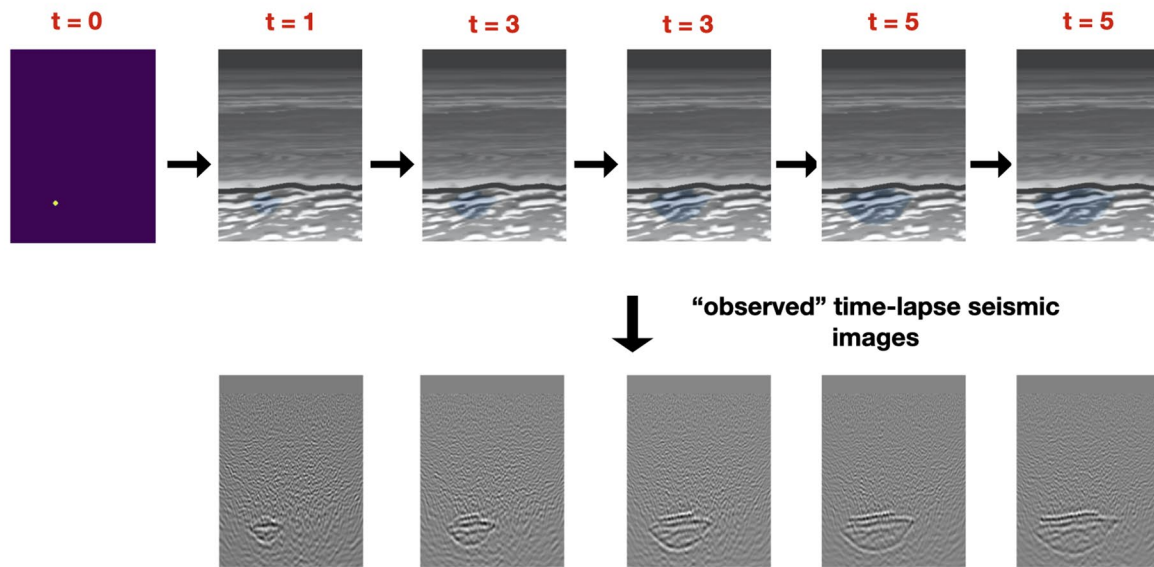 t = 0
t = 1
t = 3
t = 3
t = 5
t = 5
“observed” time-lapse seismic
images